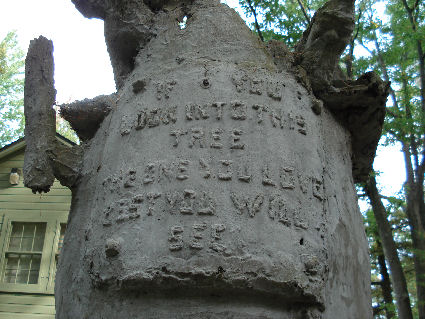 IF YOU
LOOK INTO THIS
TREE
THE ONE YOU LOVE
BEST YOU WILL
SEE